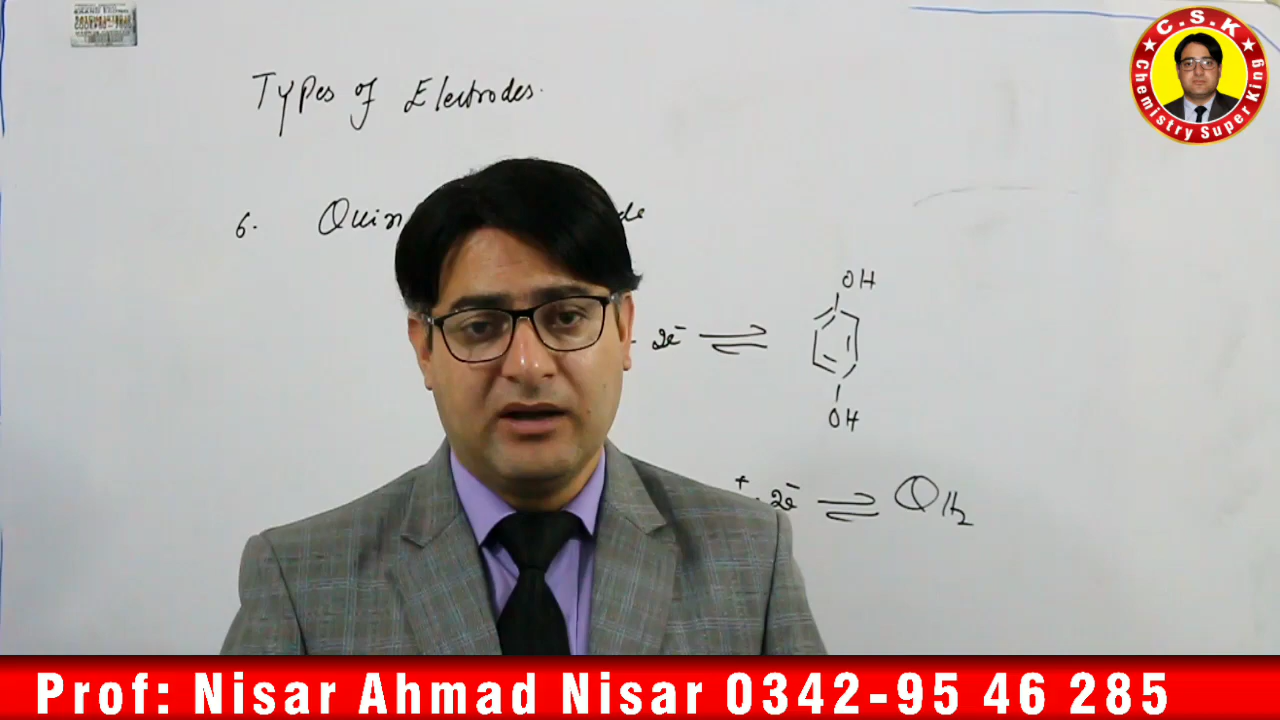 C.S.K
Chemistry Super King
Types of Electrodes.
6. Quin de
OH
2e⁻ ⇌
OH
+ 2e⁻ ⇌ QH₂
Prof: Nisar Ahmad Nisar 0342-95 46 285